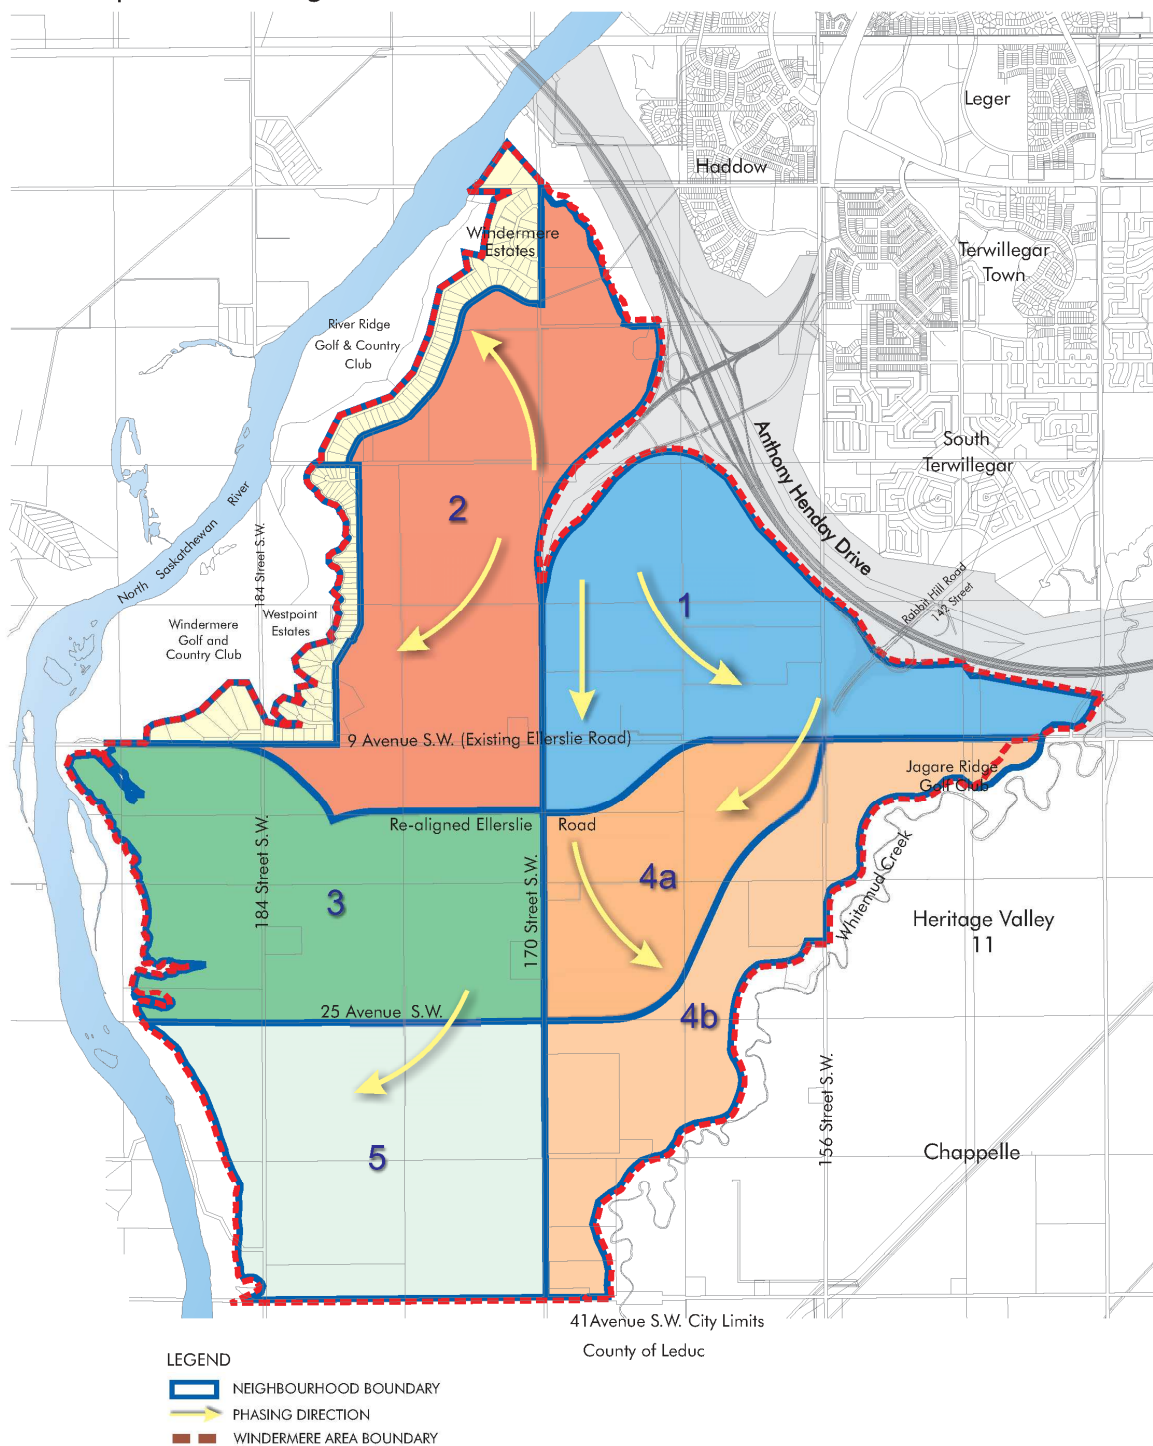 Leger
Haddow
Windermere
Estates
Terwillegar
Town
River Ridge
Golf & Country
Club
Anthony Henday Drive
South
Terwillegar
2
North Saskatchewan River
184 Street S.W.
Rabbit Hill Road
142 Street
1
Westpoint
Estates
Windermere
Golf and
Country Club
9 Avenue S.W. (Existing Ellerslie Road)
Jagare Ridge
Golf Club
Re-aligned Ellerslie Road
184 Street S.W.
170 Street S.W.
4a
Whitemud Creek
3
Heritage Valley
11
25 Avenue S.W.
4b
156 Street S.W.
5
Chappelle
41Avenue S.W. City Limits
County of Leduc
LEGEND
NEIGHBOURHOOD BOUNDARY
PHASING DIRECTION
WINDERMERE AREA BOUNDARY